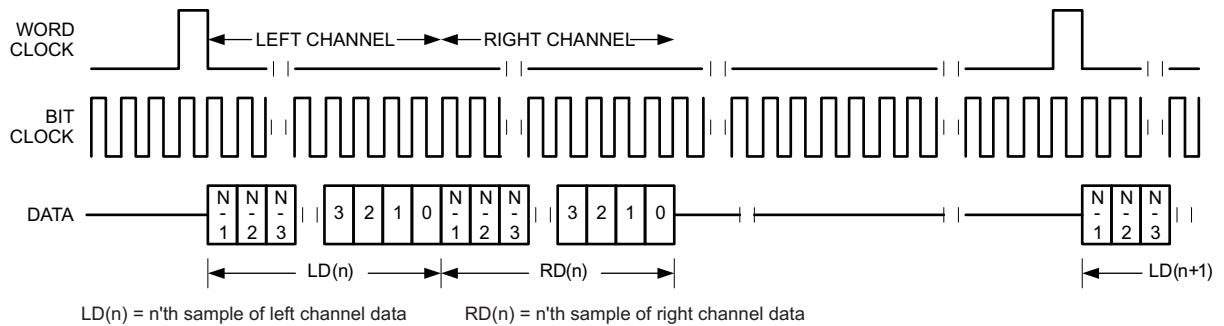 WORD
CLOCK
LEFT CHANNEL
RIGHT CHANNEL
BIT
CLOCK
DATA
N-1 N-2 N-3 3 2 1 0 N-1 N-2 N-3 3 2 1 0 N-1 N-2 N-3
LD(n) RD(n) LD(n+1)
LD(n) = n'th sample of left channel data RD(n) = n'th sample of right channel data